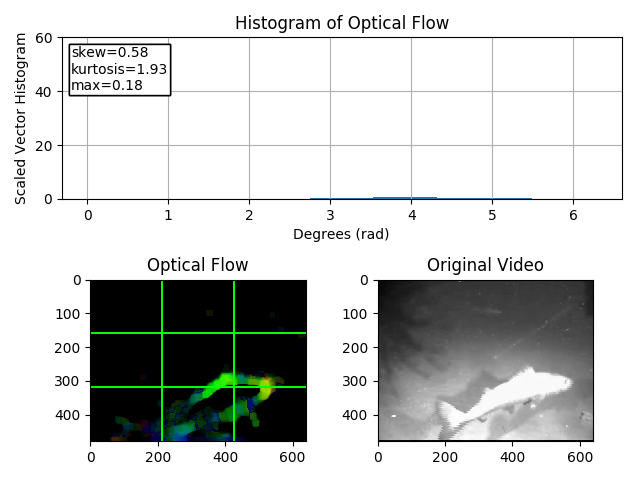 Histogram of Optical Flow
Scaled Vector Histogram
60
40
20
0
skew=0.58
kurtosis=1.93
max=0.18
0 1 2 3 4 5 6
Degrees (rad)
Optical Flow
0
100
200
300
400
0 200 400 600
Original Video
0
100
200
300
400
0 200 400 600